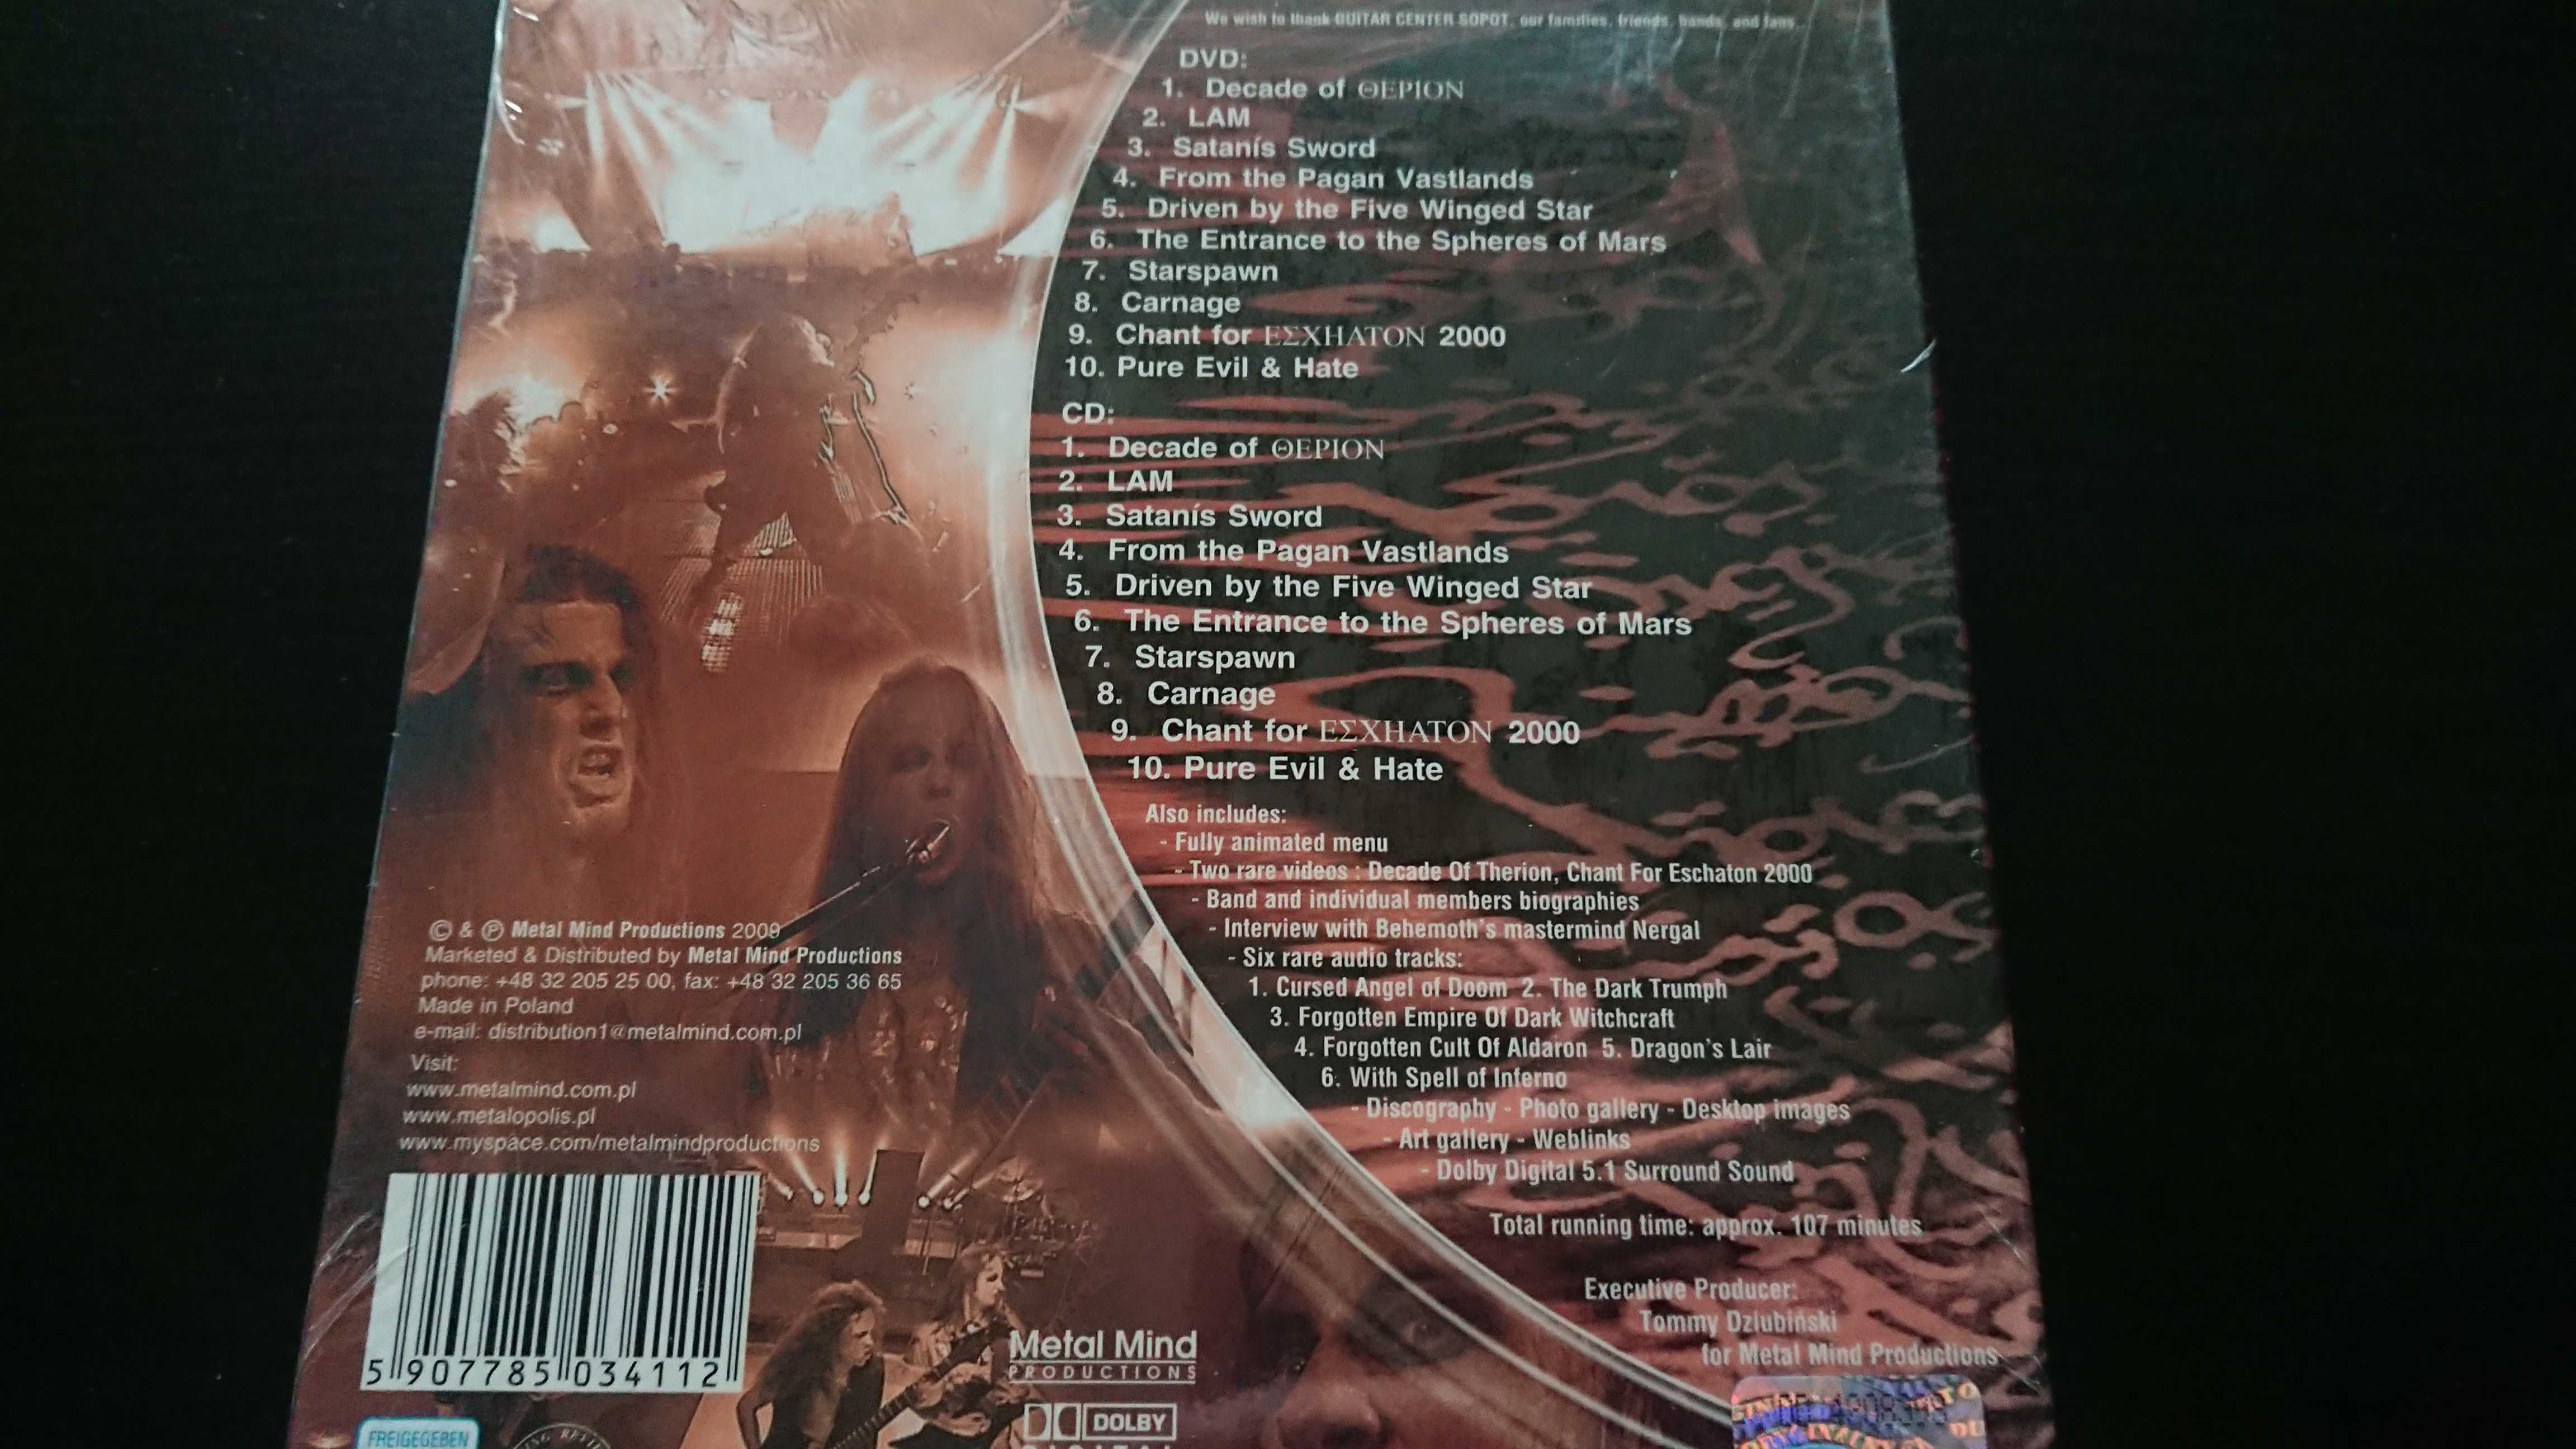 We wish to thank GUITAR CENTER SOPOT, our families, friends, bands, and fans.
DVD:
1. Decade of ΘΕΡΙΟΝ
2. LAM
3. Satanís Sword
4. From the Pagan Vastlands
5. Driven by the Five Winged Star
6. The Entrance to the Spheres of Mars
7. Starspawn
8. Carnage
9. Chant for ΕΣΧΗΑΤΟΝ 2000
10. Pure Evil & Hate
CD:
1. Decade of ΘΕΡΙΟΝ
2. LAM
3. Satanís Sword
4. From the Pagan Vastlands
5. Driven by the Five Winged Star
6. The Entrance to the Spheres of Mars
7. Starspawn
8. Carnage
9. Chant for ΕΣΧΗΑΤΟΝ 2000
10. Pure Evil & Hate
Also includes:
- Fully animated menu
- Two rare videos : Decade Of Therion, Chant For Eschaton 2000
- Band and individual members biographies
- Interview with Behemoth's mastermind Nergal
- Six rare audio tracks:
1. Cursed Angel of Doom 2. The Dark Trumph
3. Forgotten Empire Of Dark Witchcraft
4. Forgotten Cult Of Aldaron 5. Dragon's Lair
6. With Spell of Inferno
- Discography - Photo gallery - Desktop images
- Art gallery - Weblinks
- Dolby Digital 5.1 Surround Sound
Total running time: approx. 107 minutes
Executive Producer:
Tommy Dziubiński
for Metal Mind Productions
© & ℗ Metal Mind Productions 2009
Marketed & Distributed by Metal Mind Productions
phone: +48 32 205 25 00, fax: +48 32 205 36 65
Made in Poland
e-mail: distribution1@metalmind.com.pl
Visit:
www.metalmind.com.pl
www.metalopolis.pl
www.myspace.com/metalmindproductions
5 907785 034112
Metal Mind
PRODUCTIONS
DOLBY
FREIGEGEBEN